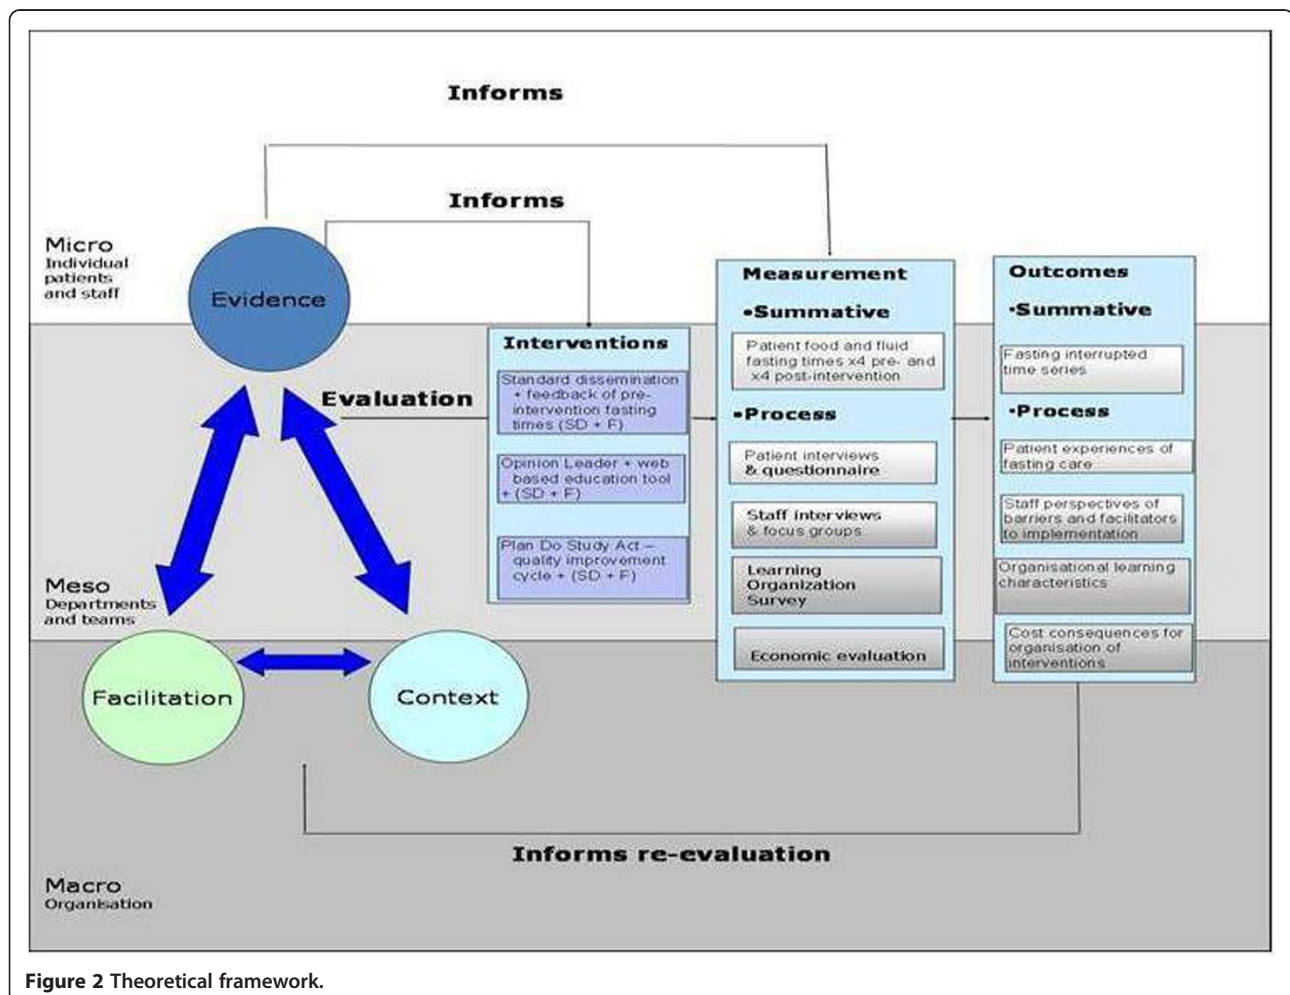 Informs
Informs
Micro
Individual
patients
and staff
Evidence
Evaluation
Interventions
Standard dissemination
+ feedback of pre-
intervention fasting
times (SD + F)
Opinion Leader + web
based education tool
+ (SD + F)
Plan Do Study Act –
quality improvement
cycle + (SD + F)
Measurement
•Summative
Patient food and fluid
fasting times x4 pre- and
x4 post-intervention
•Process
Patient interviews
& questionnaire
Staff interviews
& focus groups
Learning
Organization
Survey
Economic evaluation
Outcomes
•Summative
Fasting interrupted
time series
•Process
Patient experiences of
fasting care
Staff perspectives of
barriers and facilitators
to implementation
Organisational learning
characteristics
Cost consequences for
organisation of
interventions
Meso
Departments
and teams
Facilitation
Context
Informs re-evaluation
Macro
Organisation
Figure 2 Theoretical framework.